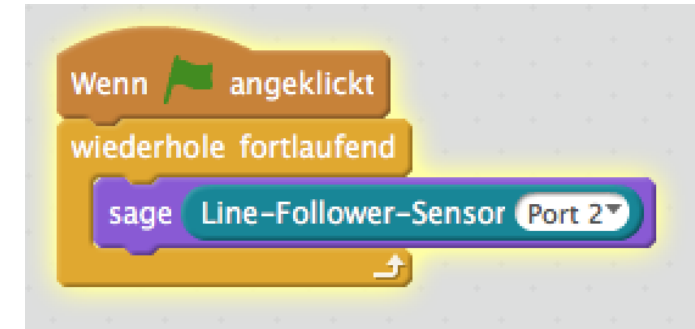 Wenn angeklickt
wiederhole fortlaufend
sage Line-Follower-Sensor Port 2